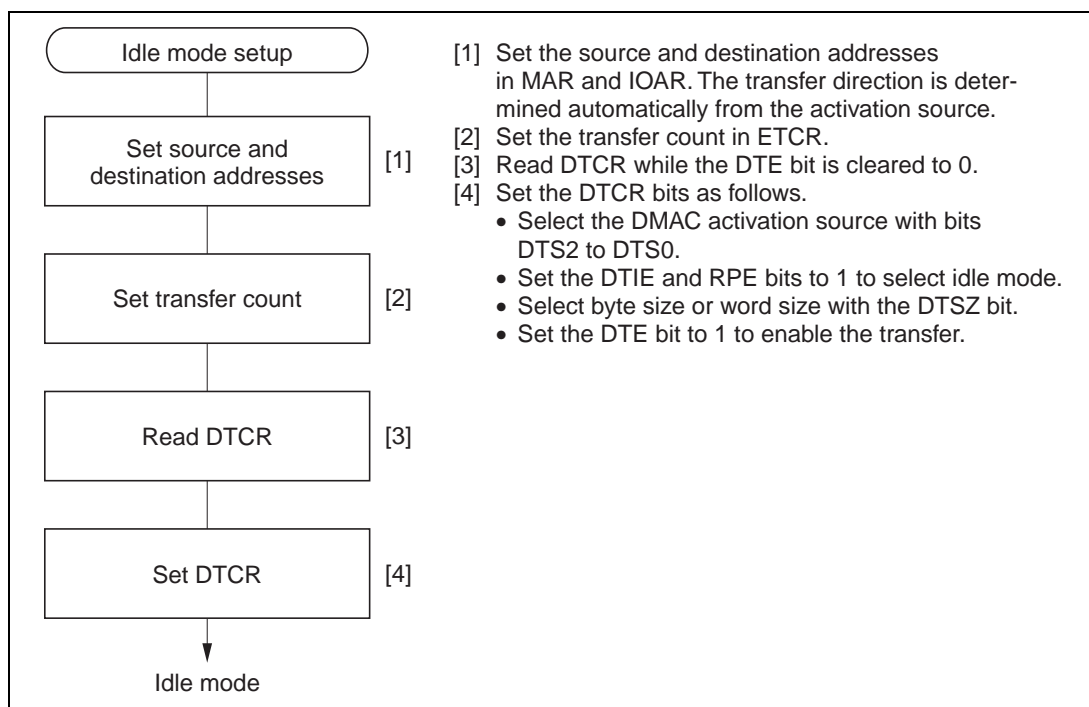 Idle mode setup
Set source and
destination addresses
[1]
Set transfer count
[2]
Read DTCR
[3]
Set DTCR
[4]
Idle mode
[1] Set the source and destination addresses
in MAR and IOAR. The transfer direction is deter-
mined automatically from the activation source.
[2] Set the transfer count in ETCR.
[3] Read DTCR while the DTE bit is cleared to 0.
[4] Set the DTCR bits as follows.
• Select the DMAC activation source with bits
DTS2 to DTS0.
• Set the DTIE and RPE bits to 1 to select idle mode.
• Select byte size or word size with the DTSZ bit.
• Set the DTE bit to 1 to enable the transfer.